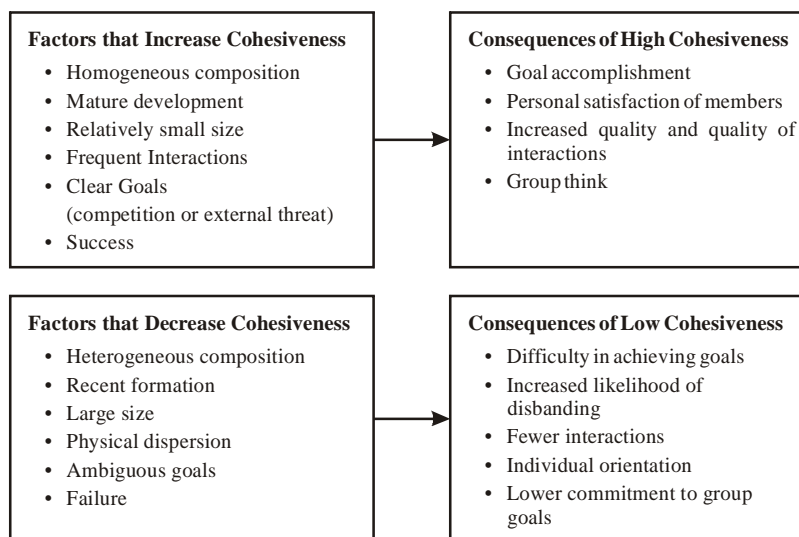 Factors that Increase Cohesiveness
• Homogeneous composition
• Mature development
• Relatively small size
• Frequent Interactions
• Clear Goals
(competition or external threat)
• Success
Consequences of High Cohesiveness
• Goal accomplishment
• Personal satisfaction of members
• Increased quality and quality of
interactions
• Group think
Factors that Decrease Cohesiveness
• Heterogeneous composition
• Recent formation
• Large size
• Physical dispersion
• Ambiguous goals
• Failure
Consequences of Low Cohesiveness
• Difficulty in achieving goals
• Increased likelihood of
disbanding
• Fewer interactions
• Individual orientation
• Lower commitment to group
goals